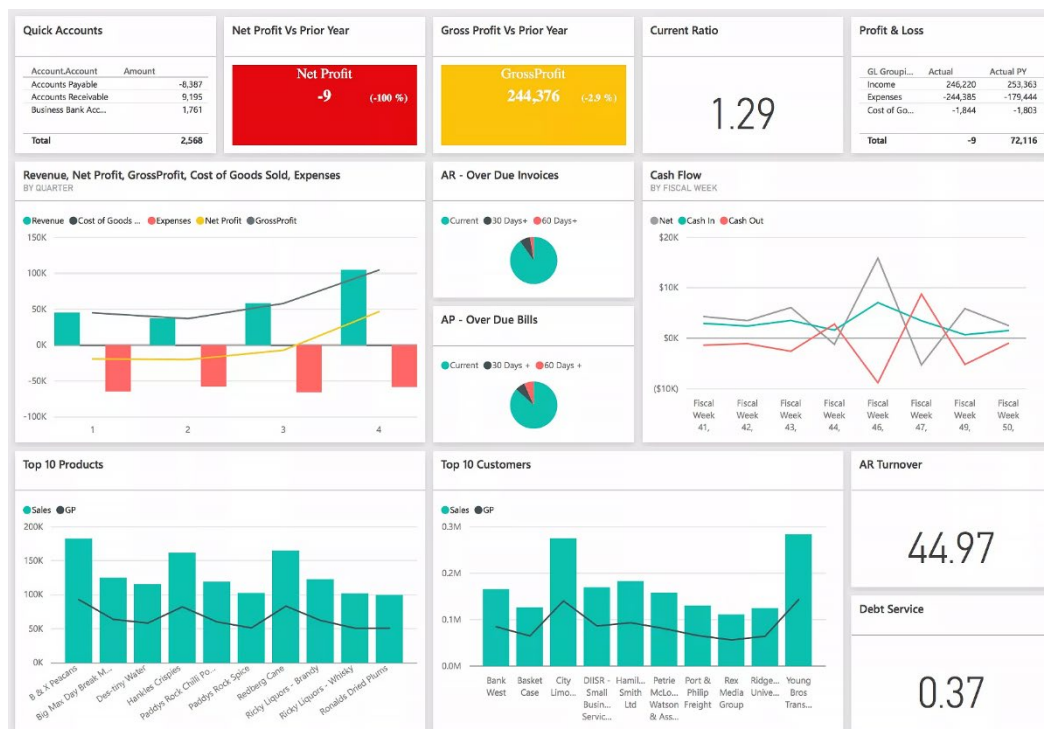 Quick Accounts
Account.Account Amount
Accounts Payable -8,387
Accounts Receivable 9,195
Business Bank Acc... 1,761
Total 2,568
Net Profit Vs Prior Year
Net Profit
-9 (-100 %)
Gross Profit Vs Prior Year
GrossProfit
244,376 (-2.9 %)
Current Ratio
1.29
Profit & Loss
GL Groupi... Actual Actual PY
Income 246,220 253,363
Expenses -244,385 -179,444
Cost of Go... -1,844 -1,803
Total -9 72,116
Revenue, Net Profit, GrossProfit, Cost of Goods Sold, Expenses
BY QUARTER
Revenue Cost of Goods ... Expenses Net Profit GrossProfit
150K
100K
50K
0K
-50K
-100K
1 2 3 4
AR - Over Due Invoices
Current 30 Days+ 60 Days+
AP - Over Due Bills
Current 30 Days + 60 Days +
Cash Flow
BY FISCAL WEEK
Net Cash In Cash Out
$20K
$10K
$0K
($10K)
Fiscal Fiscal Fiscal Fiscal Fiscal Fiscal Fiscal Fiscal
Week Week Week Week Week Week Week Week
41, 42, 43, 44, 46, 47, 49, 50,
Top 10 Products
Sales GP
200K
150K
100K
50K
0K
B & X Peacans
Big Max Day Break M...
Des-tiny Water
Hankles Crispies
Paddys Rock Chilli Po...
Paddys Rock Spice
Redberg Cane
Ricky Liquors - Brandy
Ricky Liquors - Whisky
Ronalds Dried Plums
Top 10 Customers
Sales GP
0.3M
0.2M
0.1M
0.0M
Bank Basket City DIISR - Hamil... Petrie Port & Rex Ridge... Young
West Case Limo... Small Smith McLo... Philip Media Unive... Bros
Busin... Ltd Watson Freight Group Trans...
Servic... & Ass...
AR Turnover
44.97
Debt Service
0.37